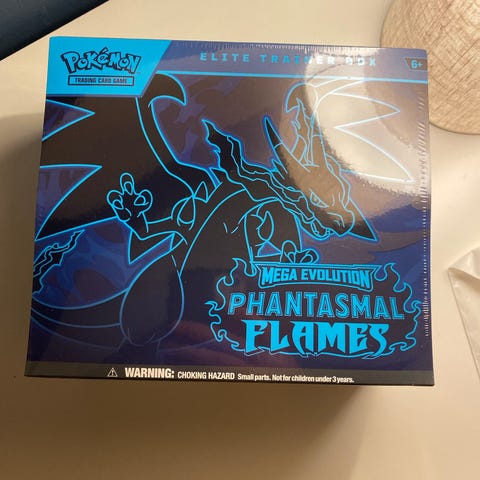 Pokémon
TRADING CARD GAME
ELITE TRAINER BOX
6+
MEGA EVOLUTION
PHANTASMAL
FLAMES
⚠ WARNING: CHOKING HAZARD Small parts. Not for children under 3 years.